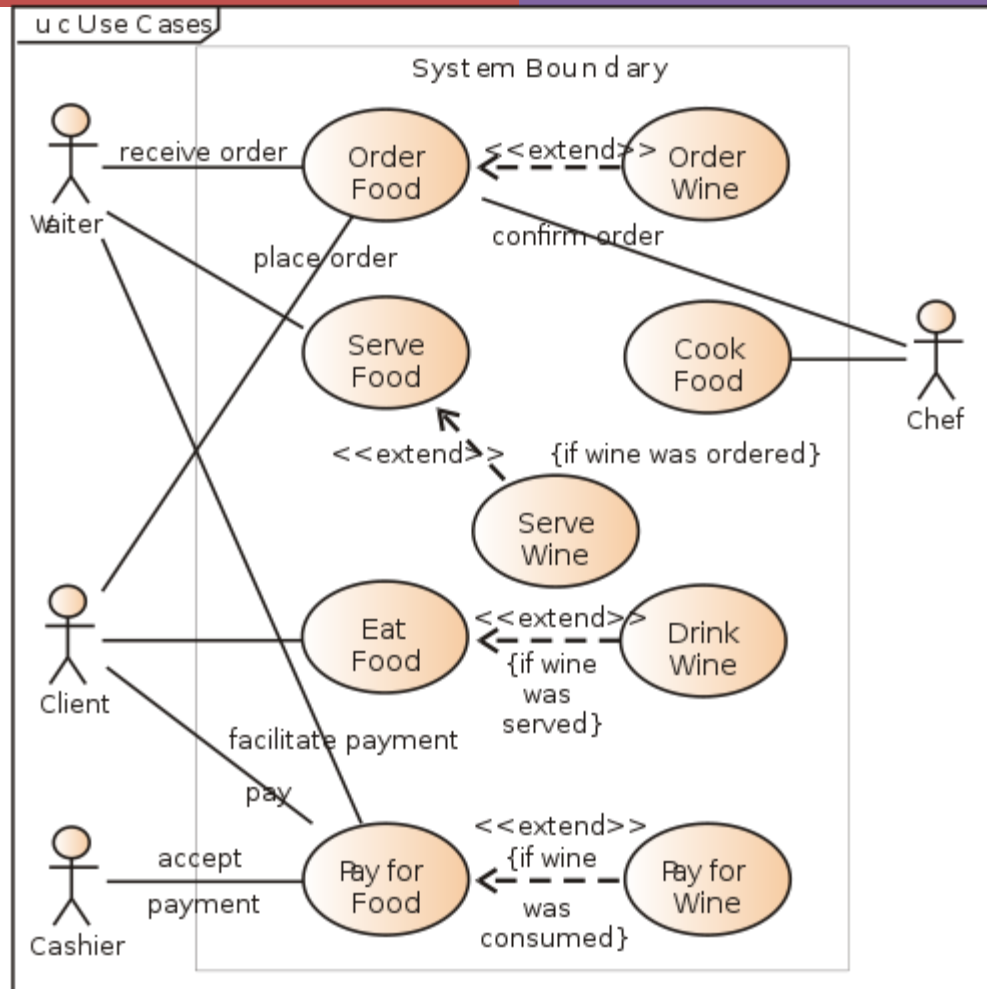 uc Use Cases
System Boundary
receive order
Order
Food
<<extend>>
Order
Wine
Waiter
confirm order
place order
Serve
Food
Cook
Food
Chef
<<extend>>
{if wine was ordered}
Serve
Wine
Client
Eat
Food
<<extend>>
{if wine
was
served}
Drink
Wine
facilitate payment
pay
Cashier
accept
payment
Pay for
Food
<<extend>>
{if wine
was
consumed}
Pay for
Wine